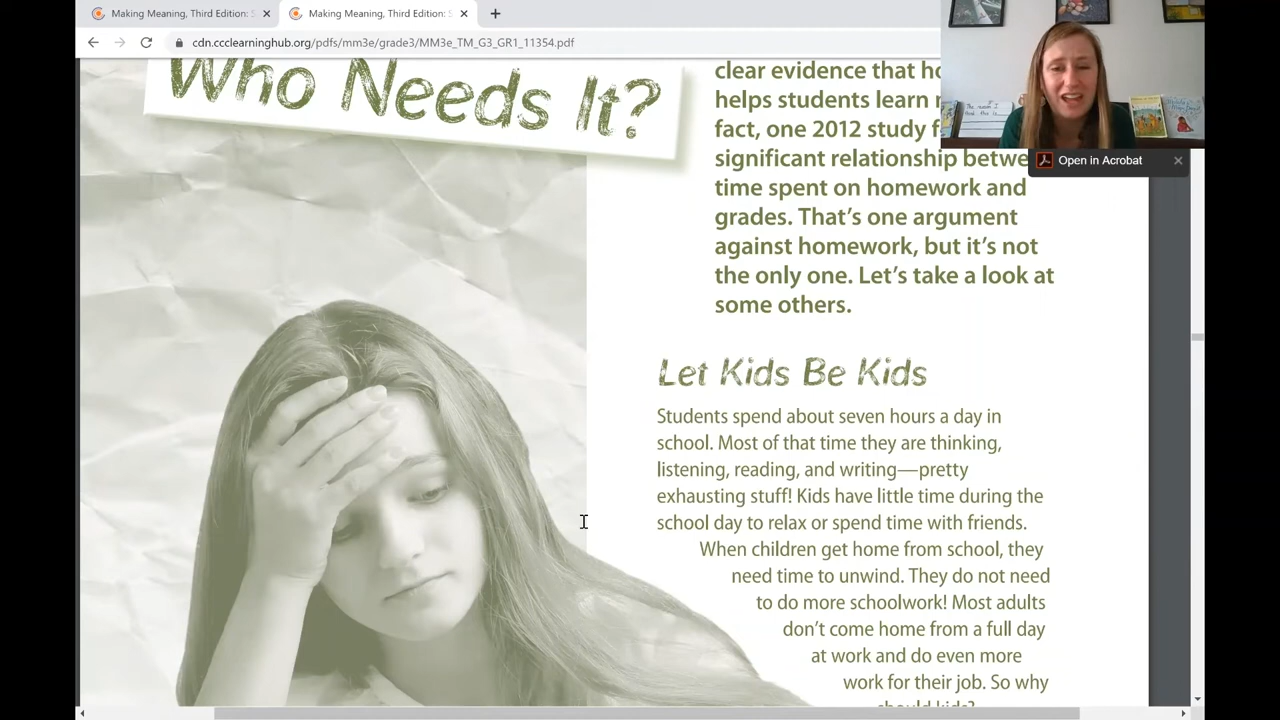 Making Meaning, Third Edition: S
Making Meaning, Third Edition: S
cdn.ccclearninghub.org/pdfs/mm3e/grade3/MM3e_TM_G3_GR1_11354.pdf
Open in Acrobat
Who Needs It?
clear evidence that
helps students learn
fact, one 2012 study
significant relationship
time spent on homework and
grades. That's one argument
against homework, but it's not
the only one. Let's take a look at
some others.
Let Kids Be Kids
Students spend about seven hours a day in
school. Most of that time they are thinking,
listening, reading, and writing—pretty
exhausting stuff! Kids have little time during the
school day to relax or spend time with friends.
When children get home from school, they
need time to unwind. They do not need
to do more schoolwork! Most adults
don't come home from a full day
at work and do even more
work for their job. So why
should kids?